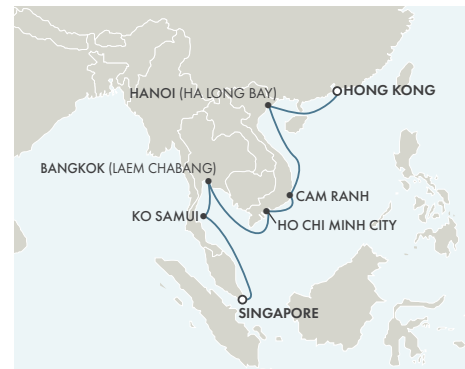 HONG KONG
HANOI (HA LONG BAY)
BANGKOK (LAEM CHABANG)
CAM RANH
KO SAMUI
HO CHI MINH CITY
SINGAPORE